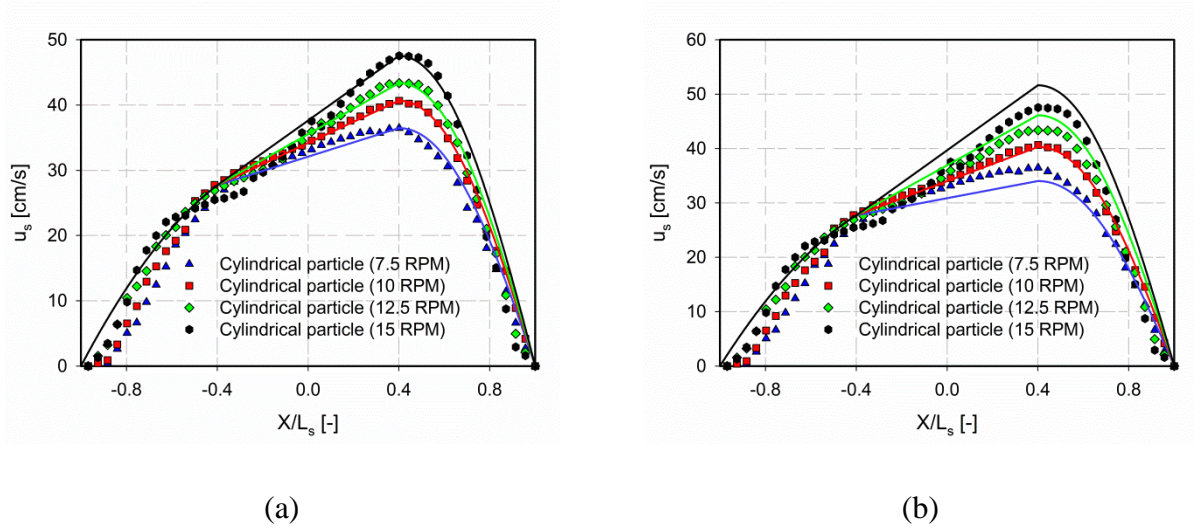 50
40
30
20
10
0
u_s [cm/s]
Cylindrical particle (7.5 RPM)
Cylindrical particle (10 RPM)
Cylindrical particle (12.5 RPM)
Cylindrical particle (15 RPM)
-0.8 -0.4 0.0 0.4 0.8
X/L_s [-]
(a)
60
50
40
30
20
10
0
u_s [cm/s]
Cylindrical particle (7.5 RPM)
Cylindrical particle (10 RPM)
Cylindrical particle (12.5 RPM)
Cylindrical particle (15 RPM)
-0.8 -0.4 0.0 0.4 0.8
X/L_s [-]
(b)